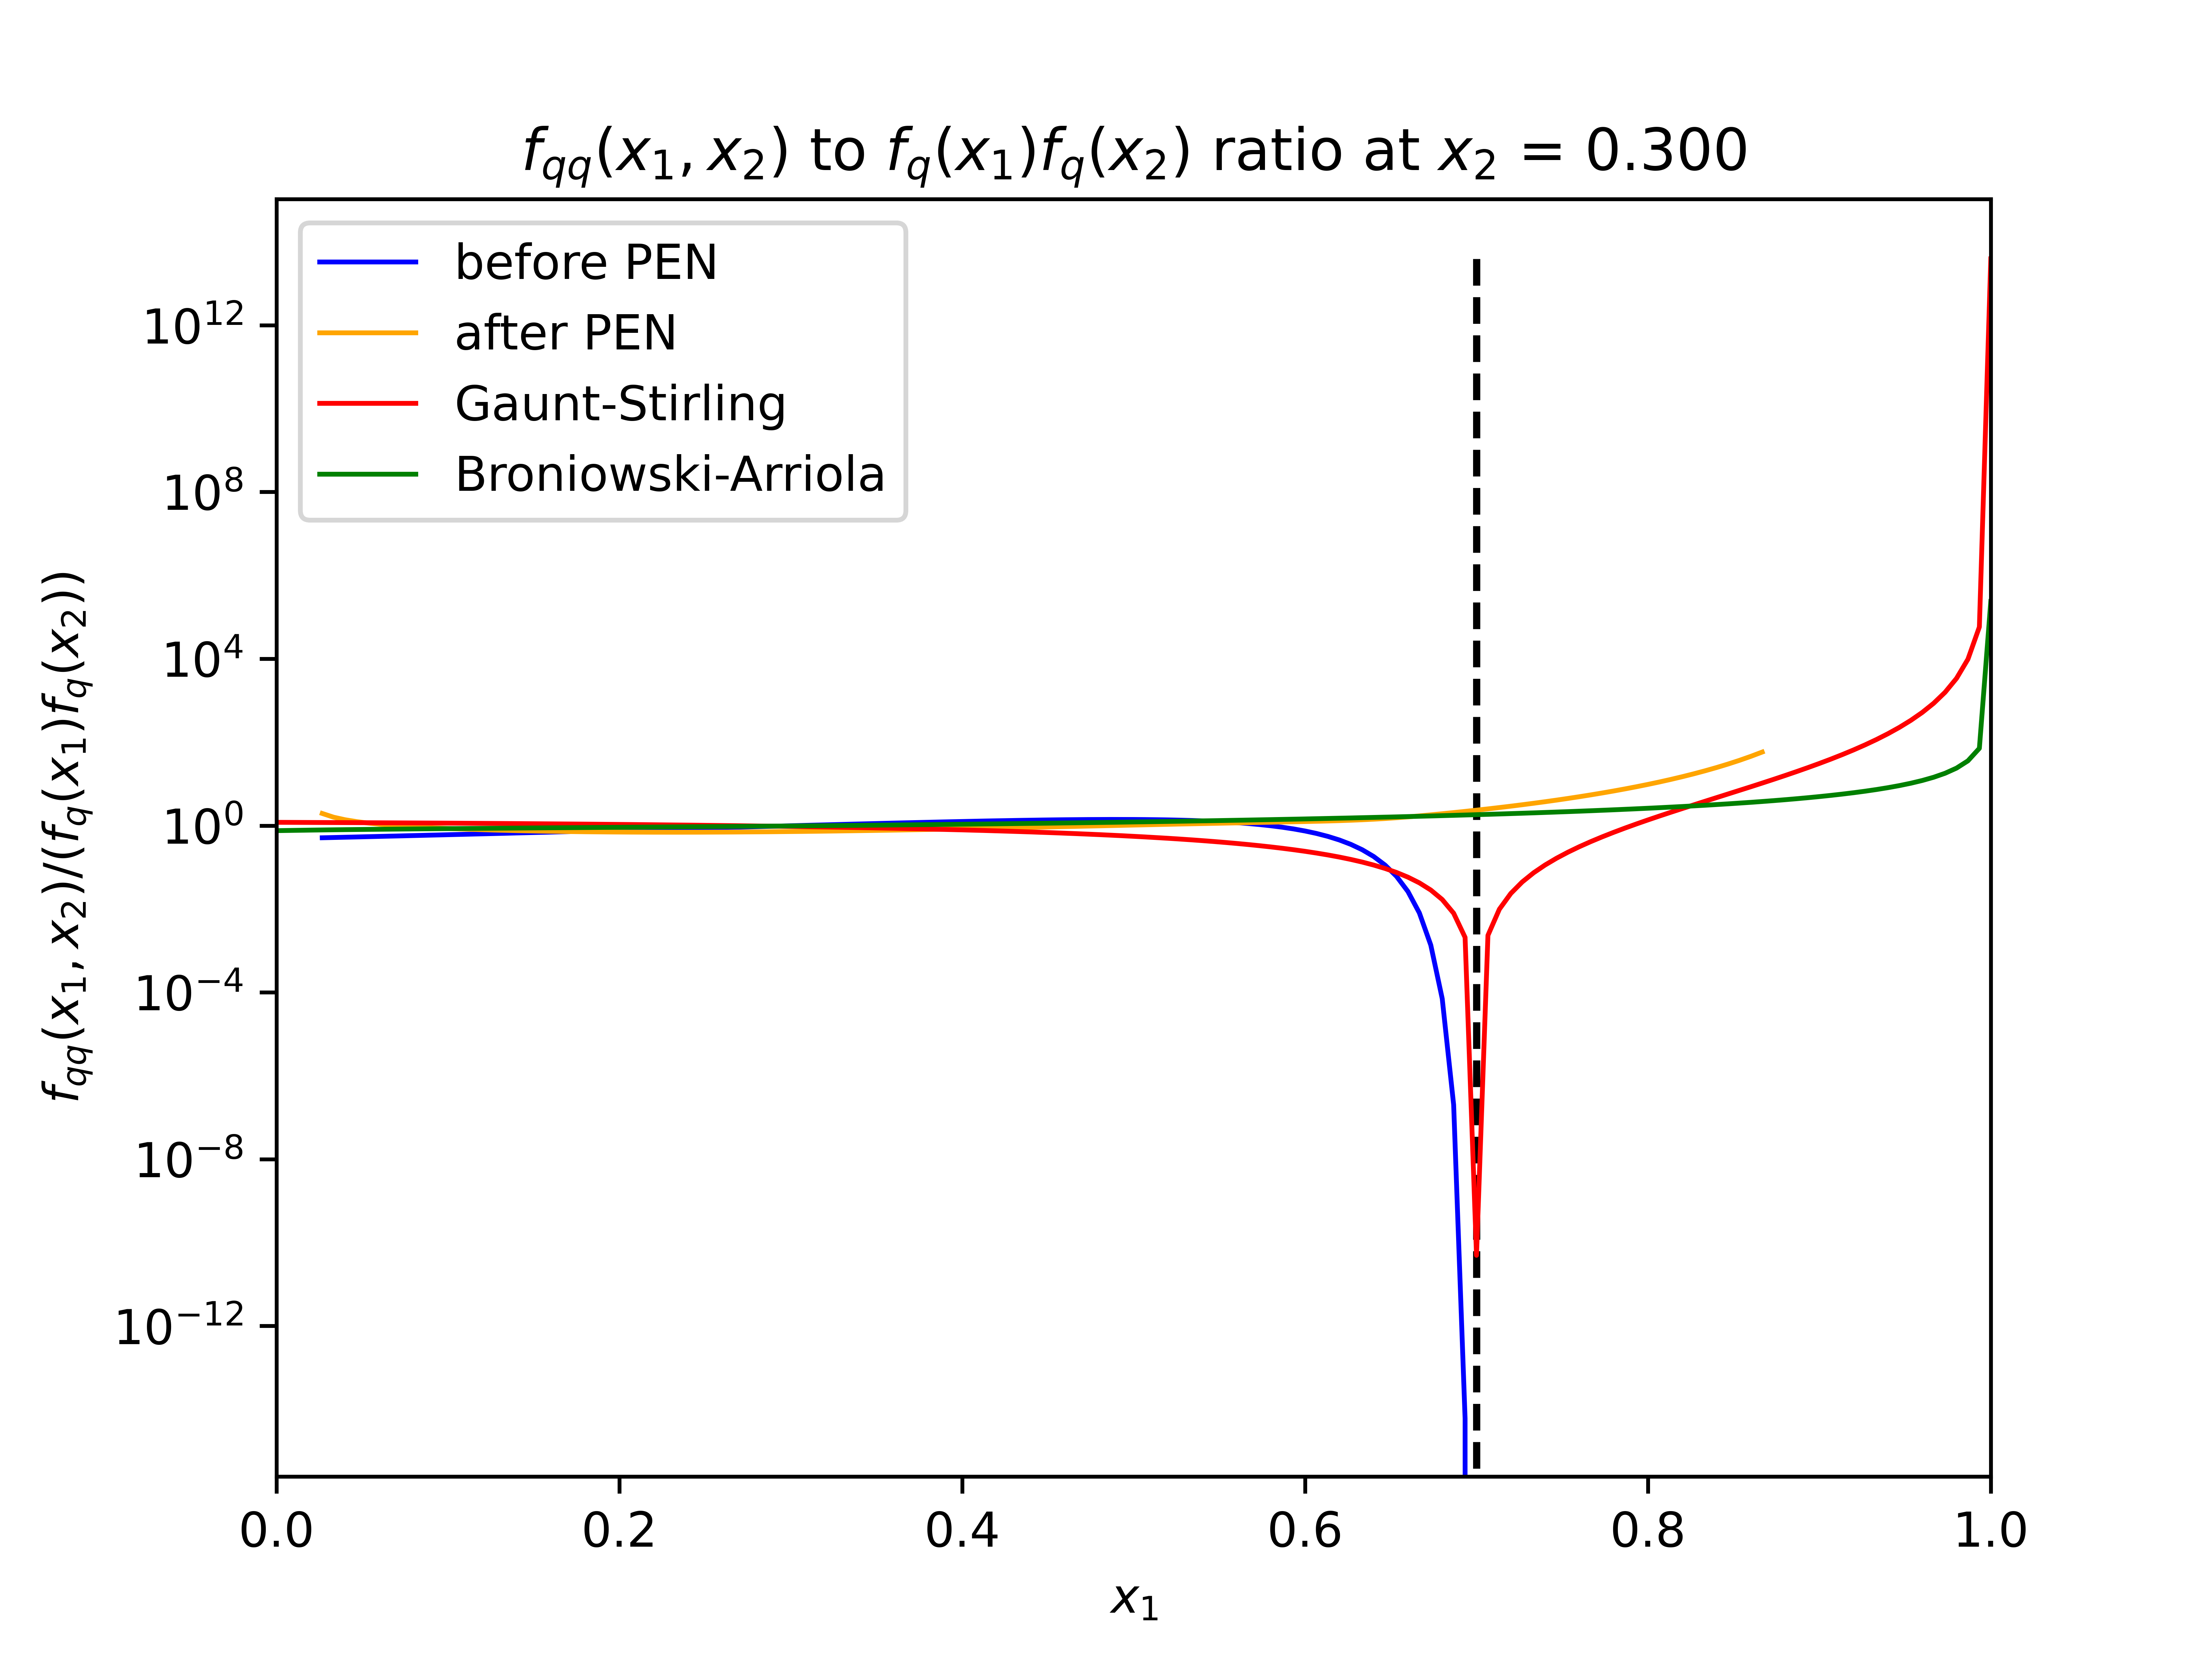 f_qq(x_1, x_2) to f_q(x_1)f_q(x_2) ratio at x_2 = 0.300
before PEN
after PEN
Gaunt-Stirling
Broniowski-Arriola
10^12
10^8
10^4
10^0
10^−4
10^−8
10^−12
f_qq(x_1, x_2)/(f_q(x_1)f_q(x_2))
0.0 0.2 0.4 0.6 0.8 1.0
x_1